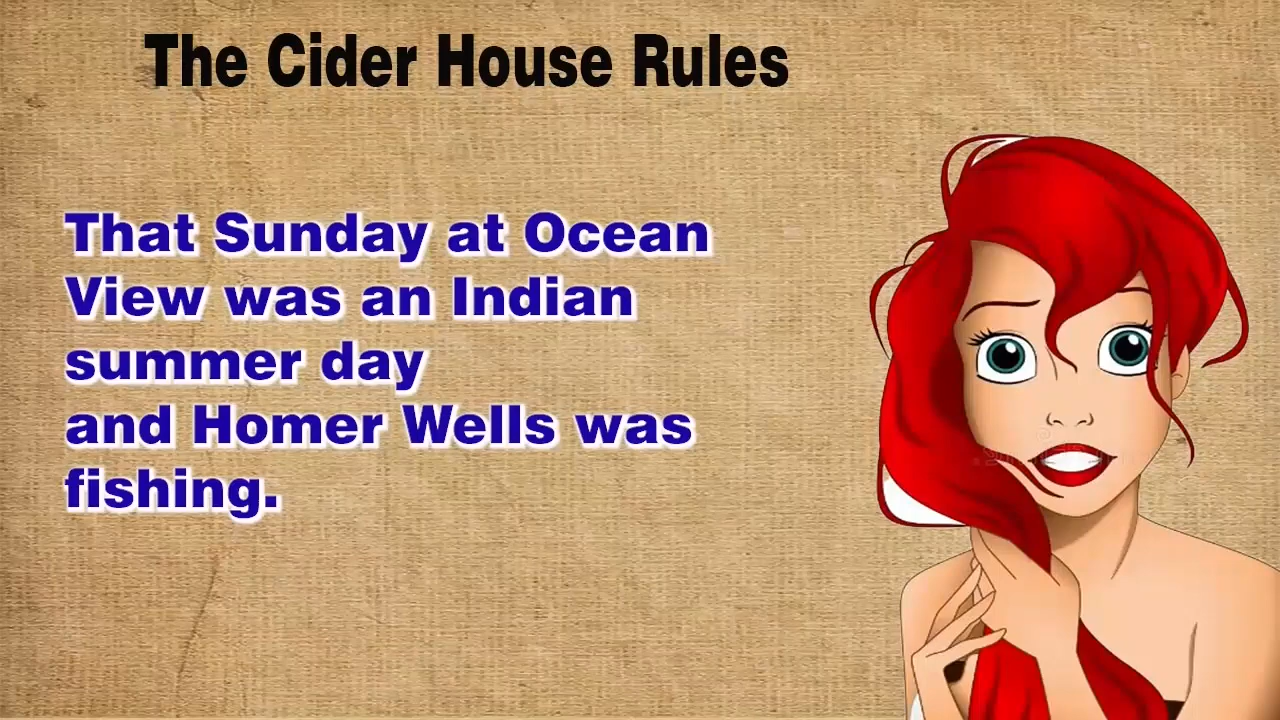 The Cider House Rules
That Sunday at Ocean
View was an Indian
summer day
and Homer Wells was
fishing.